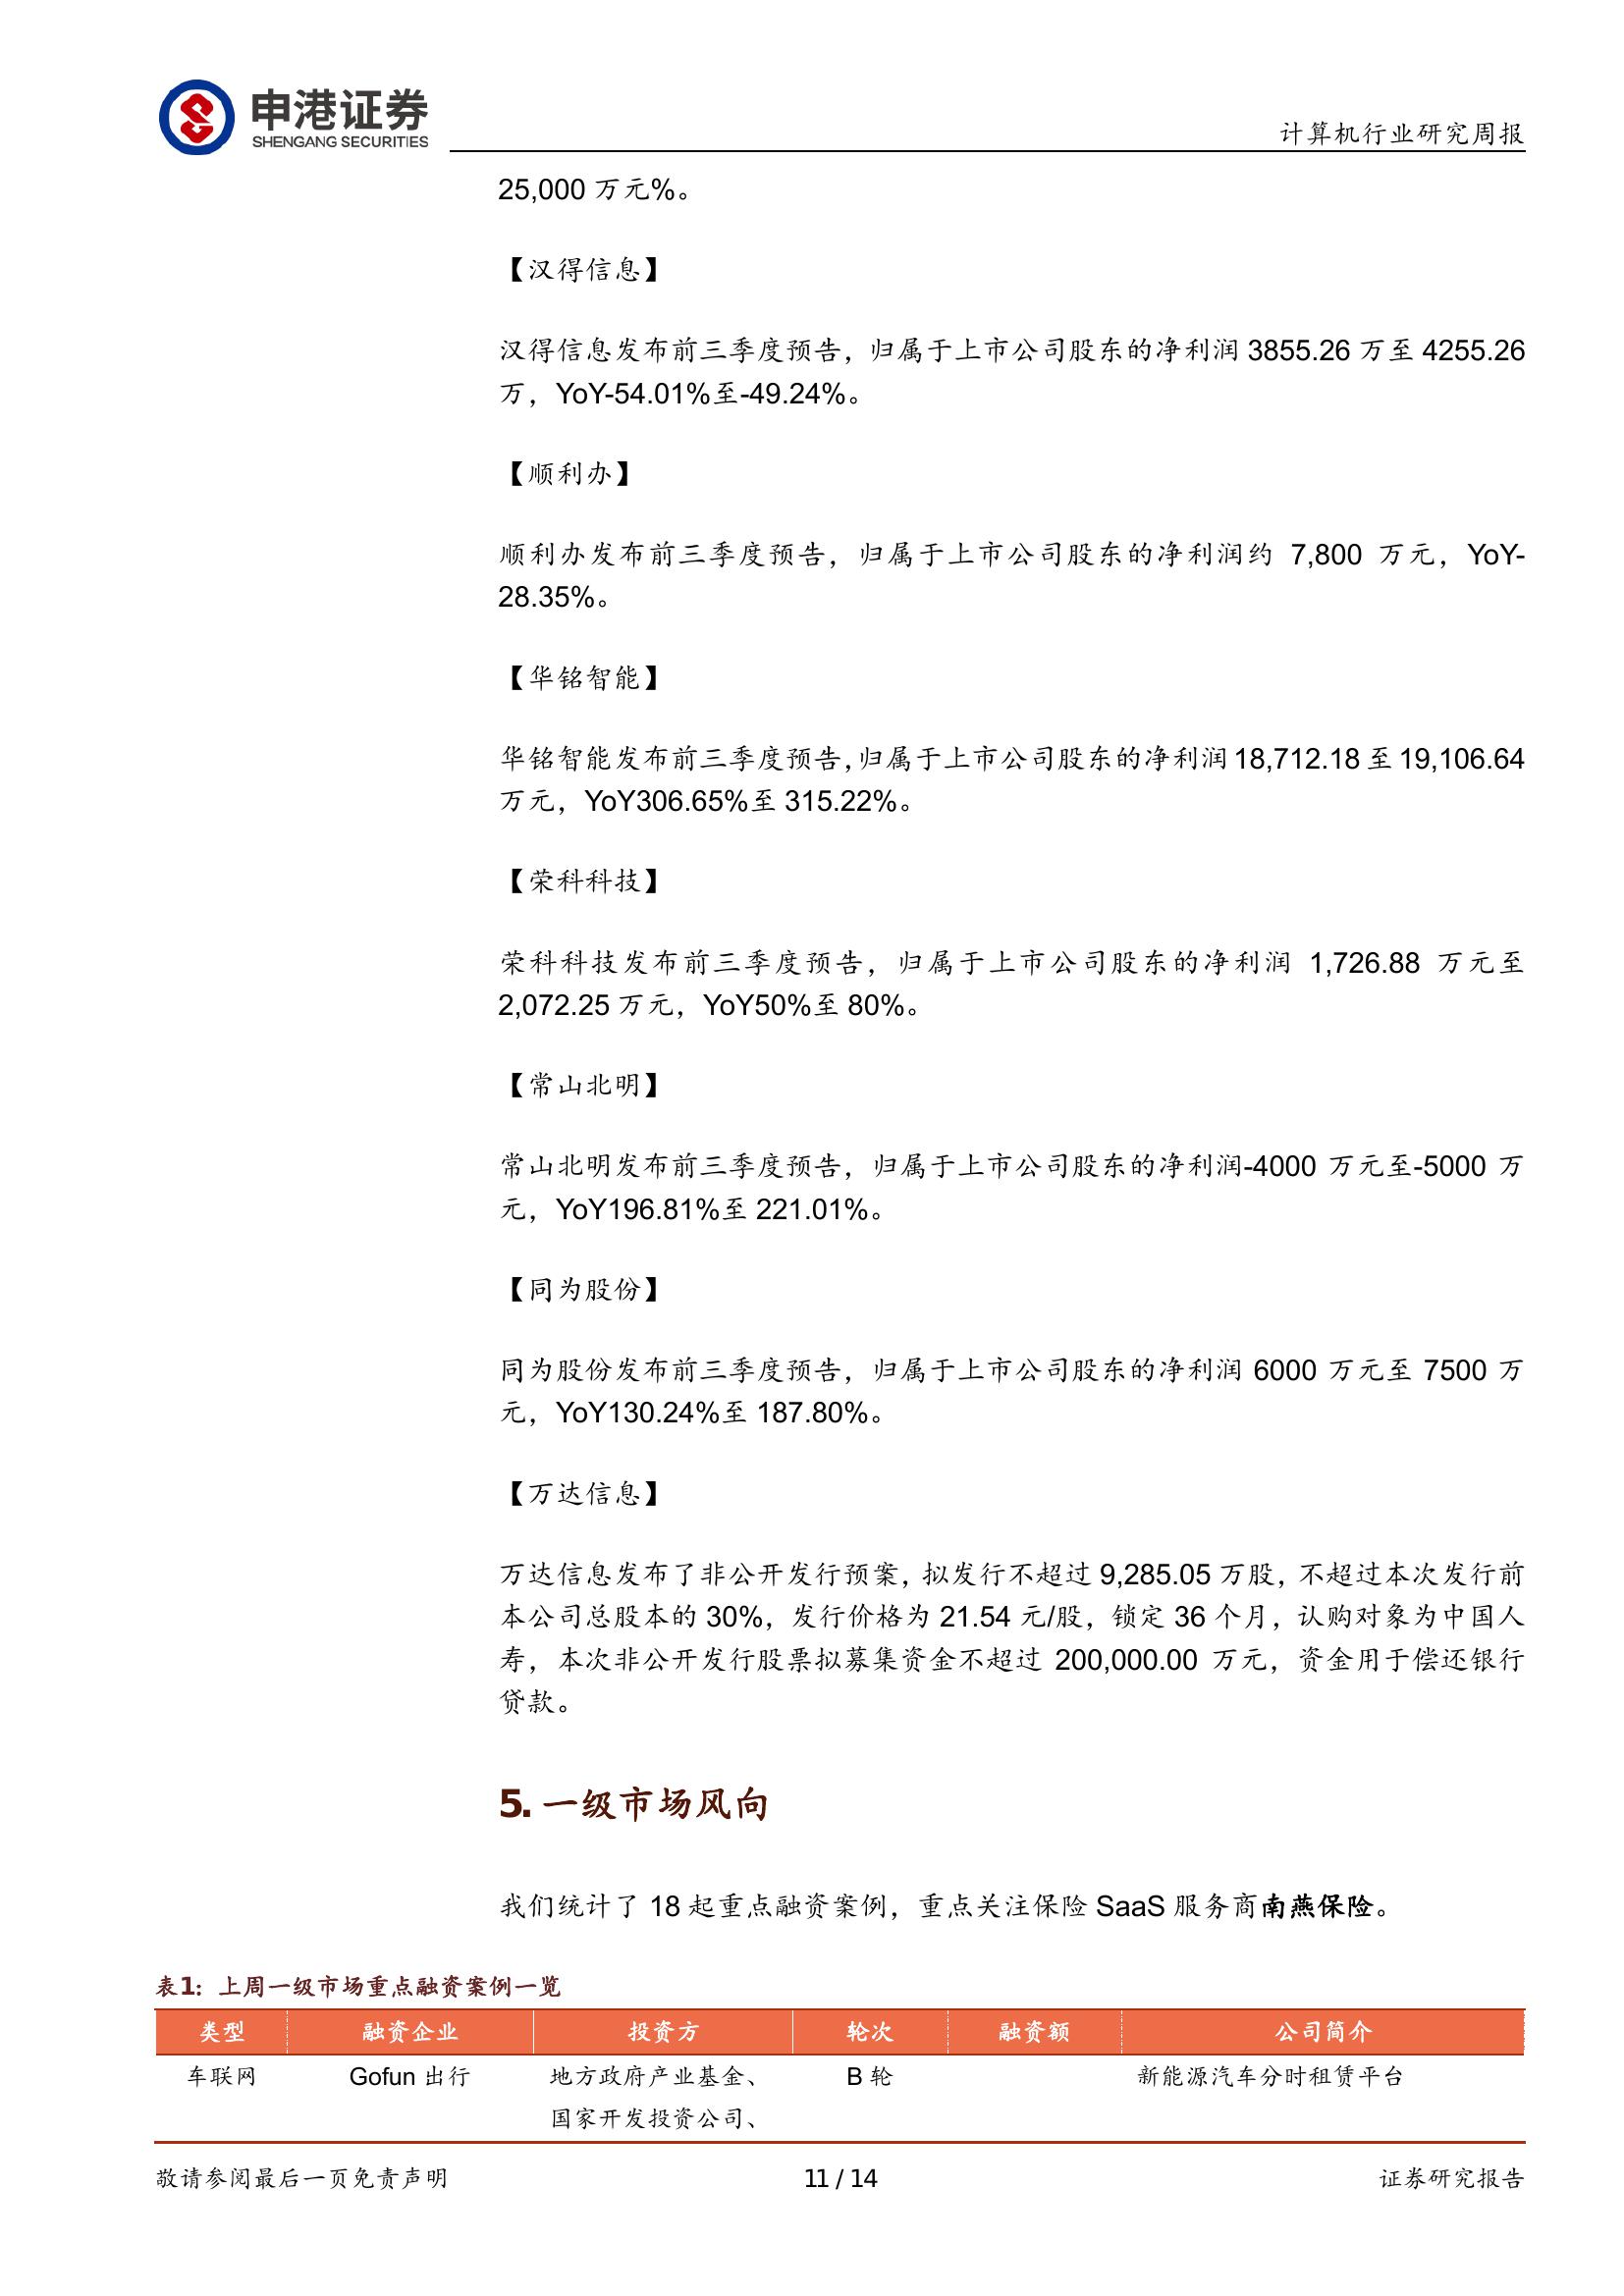 申港证券
SHENGANG SECURITIES
计算机行业研究周报
25,000 万元%。
【汉得信息】
汉得信息发布前三季度预告，归属于上市公司股东的净利润 3855.26 万至 4255.26
万，YoY-54.01%至-49.24%。
【顺利办】
顺利办发布前三季度预告，归属于上市公司股东的净利润约 7,800 万元，YoY-
28.35%。
【华铭智能】
华铭智能发布前三季度预告，归属于上市公司股东的净利润 18,712.18 至 19,106.64
万元，YoY306.65%至 315.22%。
【荣科科技】
荣科科技发布前三季度预告，归属于上市公司股东的净利润 1,726.88 万元至
2,072.25 万元，YoY50%至 80%。
【常山北明】
常山北明发布前三季度预告，归属于上市公司股东的净利润-4000 万元至-5000 万
元，YoY196.81%至 221.01%。
【同为股份】
同为股份发布前三季度预告，归属于上市公司股东的净利润 6000 万元至 7500 万
元，YoY130.24%至 187.80%。
【万达信息】
万达信息发布了非公开发行预案，拟发行不超过 9,285.05 万股，不超过本次发行前
本公司总股本的 30%，发行价格为 21.54 元/股，锁定 36 个月，认购对象为中国人
寿，本次非公开发行股票拟募集资金不超过 200,000.00 万元，资金用于偿还银行
贷款。
5. 一级市场风向
我们统计了 18 起重点融资案例，重点关注保险 SaaS 服务商南燕保险。
表1：上周一级市场重点融资案例一览
类型 融资企业 投资方 轮次 融资额 公司简介
车联网 Gofun 出行 地方政府产业基金、 B 轮 新能源汽车分时租赁平台
国家开发投资公司、
敬请参阅最后一页免责声明 11 / 14 证券研究报告